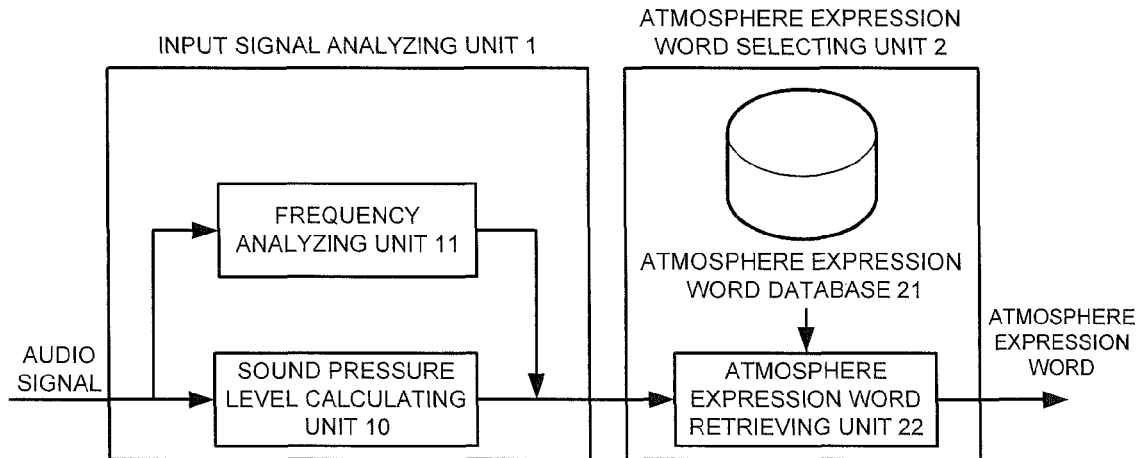 INPUT SIGNAL ANALYZING UNIT 1
ATMOSPHERE EXPRESSION
WORD SELECTING UNIT 2
FREQUENCY
ANALYZING UNIT 11
ATMOSPHERE EXPRESSION
WORD DATABASE 21
AUDIO
SIGNAL
SOUND PRESSURE
LEVEL CALCULATING
UNIT 10
ATMOSPHERE
EXPRESSION WORD
RETRIEVING UNIT 22
ATMOSPHERE
EXPRESSION
WORD